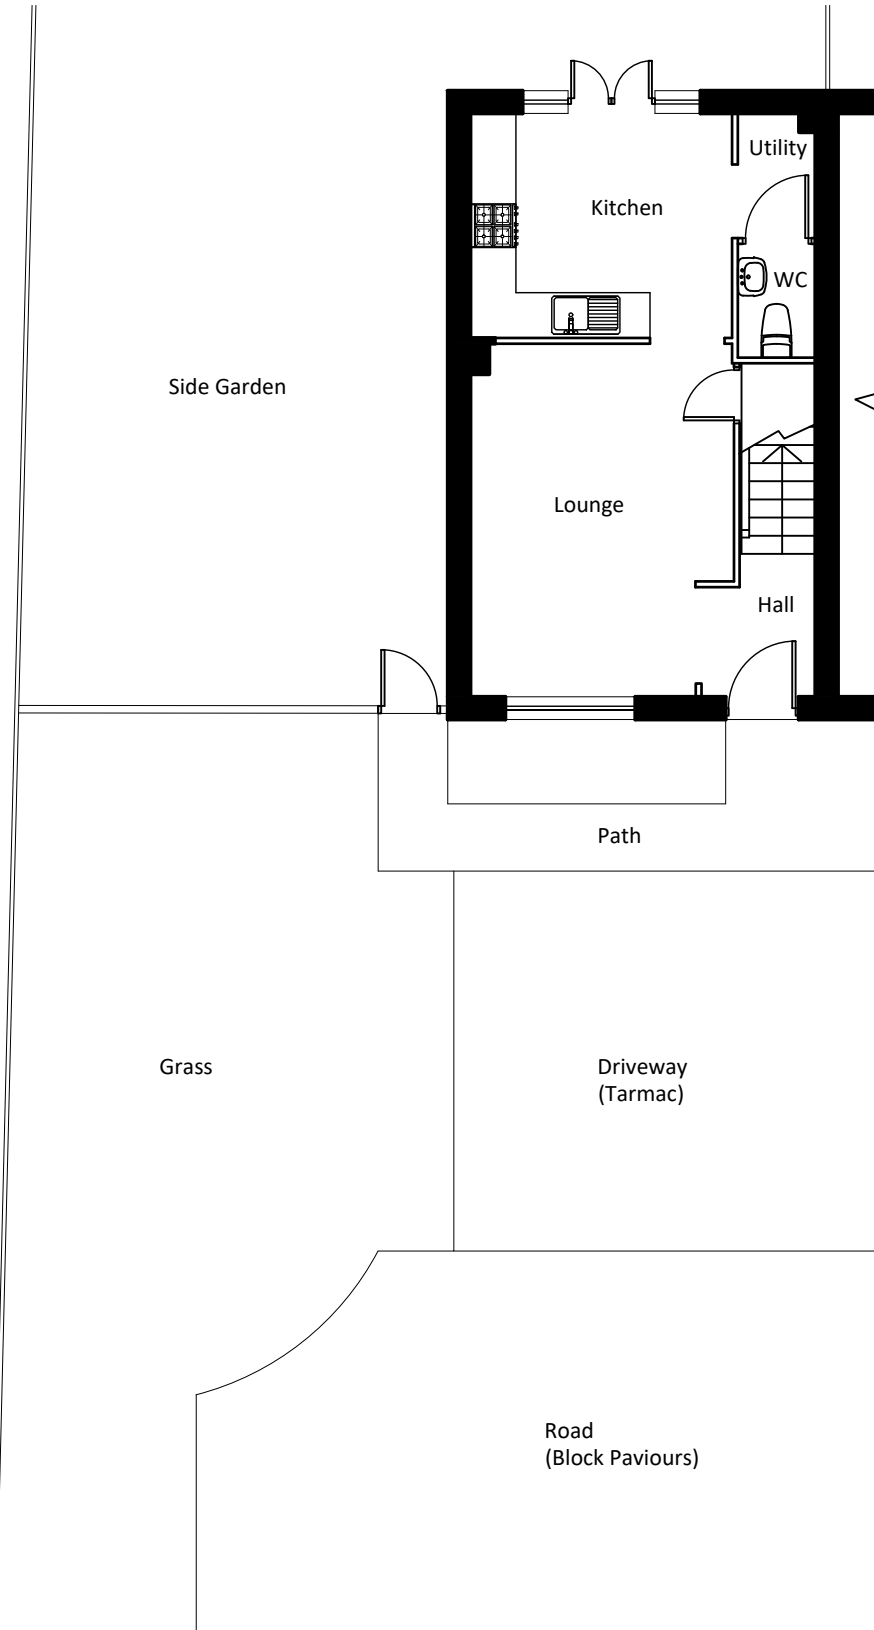 Utility
Kitchen
WC
Side Garden
Lounge
Hall
Path
Grass
Driveway
(Tarmac)
Road
(Block Paviours)